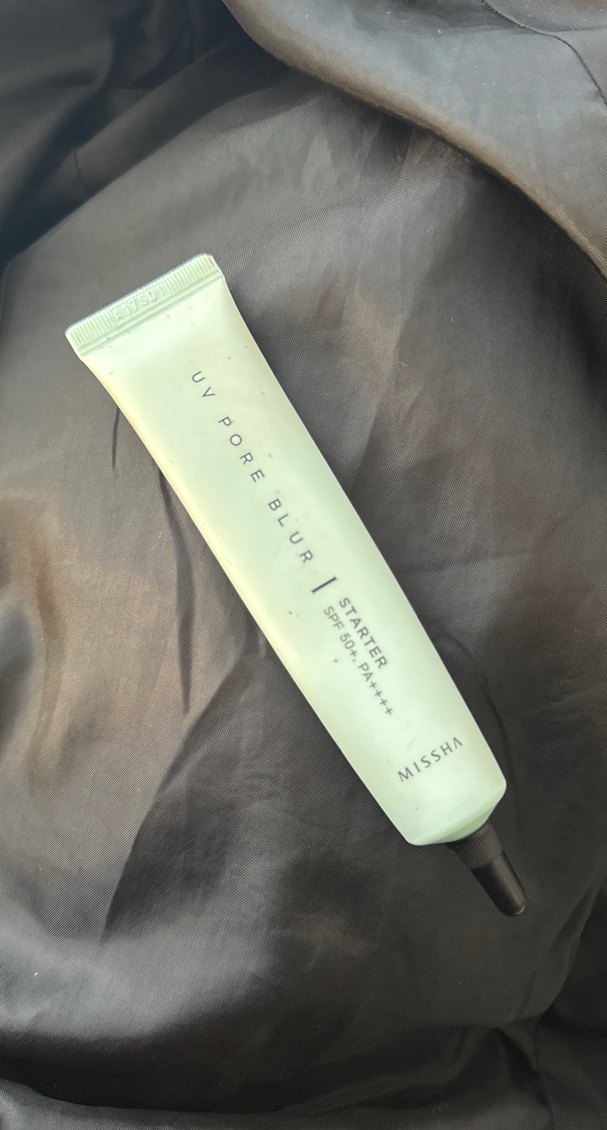 UV PORE BLUR | STARTER
SPF 50+, PA++++
MISSHA